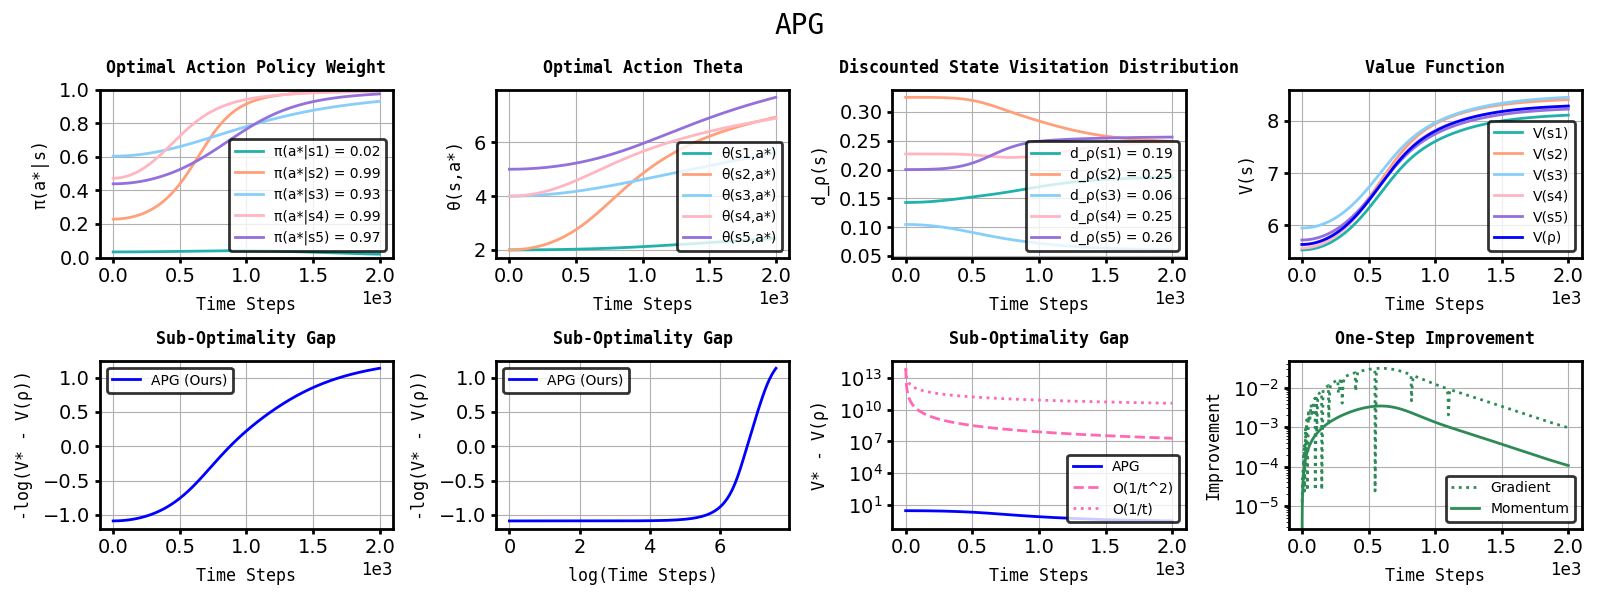 APG
Optimal Action Policy Weight
π(a*|s)
1.0
0.8
0.6
0.4
0.2
0.0
π(a*|s1) = 0.02
π(a*|s2) = 0.99
π(a*|s3) = 0.93
π(a*|s4) = 0.99
π(a*|s5) = 0.97
0.0 0.5 1.0 1.5 2.0
1e3
Time Steps
Optimal Action Theta
θ(s,a*)
6
4
2
θ(s1,a*)
θ(s2,a*)
θ(s3,a*)
θ(s4,a*)
θ(s5,a*)
0.0 0.5 1.0 1.5 2.0
1e3
Time Steps
Discounted State Visitation Distribution
d_ρ(s)
0.30
0.25
0.20
0.15
0.10
0.05
d_ρ(s1) = 0.19
d_ρ(s2) = 0.25
d_ρ(s3) = 0.06
d_ρ(s4) = 0.25
d_ρ(s5) = 0.26
0.0 0.5 1.0 1.5 2.0
1e3
Time Steps
Value Function
V(s)
8
7
6
V(s1)
V(s2)
V(s3)
V(s4)
V(s5)
V(ρ)
0.0 0.5 1.0 1.5 2.0
1e3
Time Steps
Sub-Optimality Gap
-log(V* - V(ρ))
1.0
0.5
0.0
−0.5
−1.0
APG (Ours)
0.0 0.5 1.0 1.5 2.0
1e3
Time Steps
Sub-Optimality Gap
-log(V* - V(ρ))
1.0
0.5
0.0
−0.5
−1.0
APG (Ours)
0 2 4 6
log(Time Steps)
Sub-Optimality Gap
V* - V(ρ)
10^13
10^10
10^7
10^4
10^1
APG
O(1/t^2)
O(1/t)
0.0 0.5 1.0 1.5 2.0
1e3
Time Steps
One-Step Improvement
Improvement
10^−2
10^−3
10^−4
10^−5
Gradient
Momentum
0.0 0.5 1.0 1.5 2.0
1e3
Time Steps